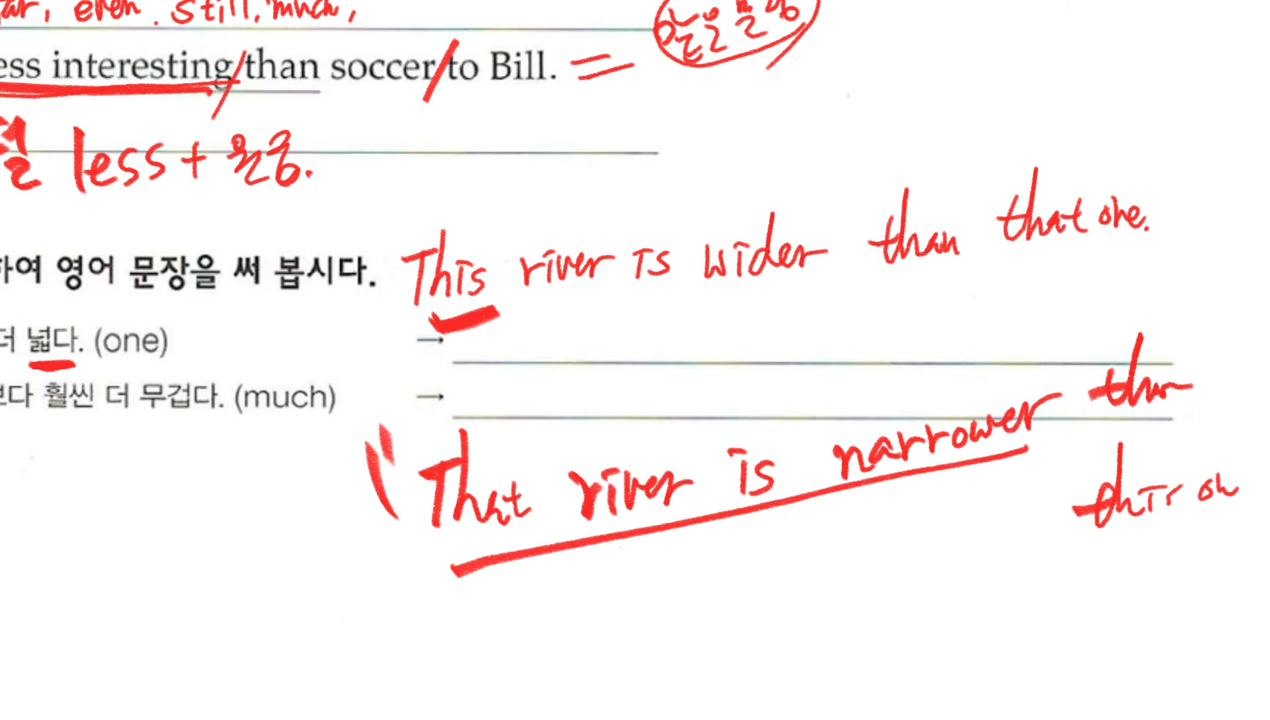 even. still. much,
ess interesting/than soccer/to Bill. =
less + 원급.
This river is wider than that one.
하여 영어 문장을 써 봅시다.
더 넓다. (one) →
보다 훨씬 더 무겁다. (much) →
That river is narrower than
this on